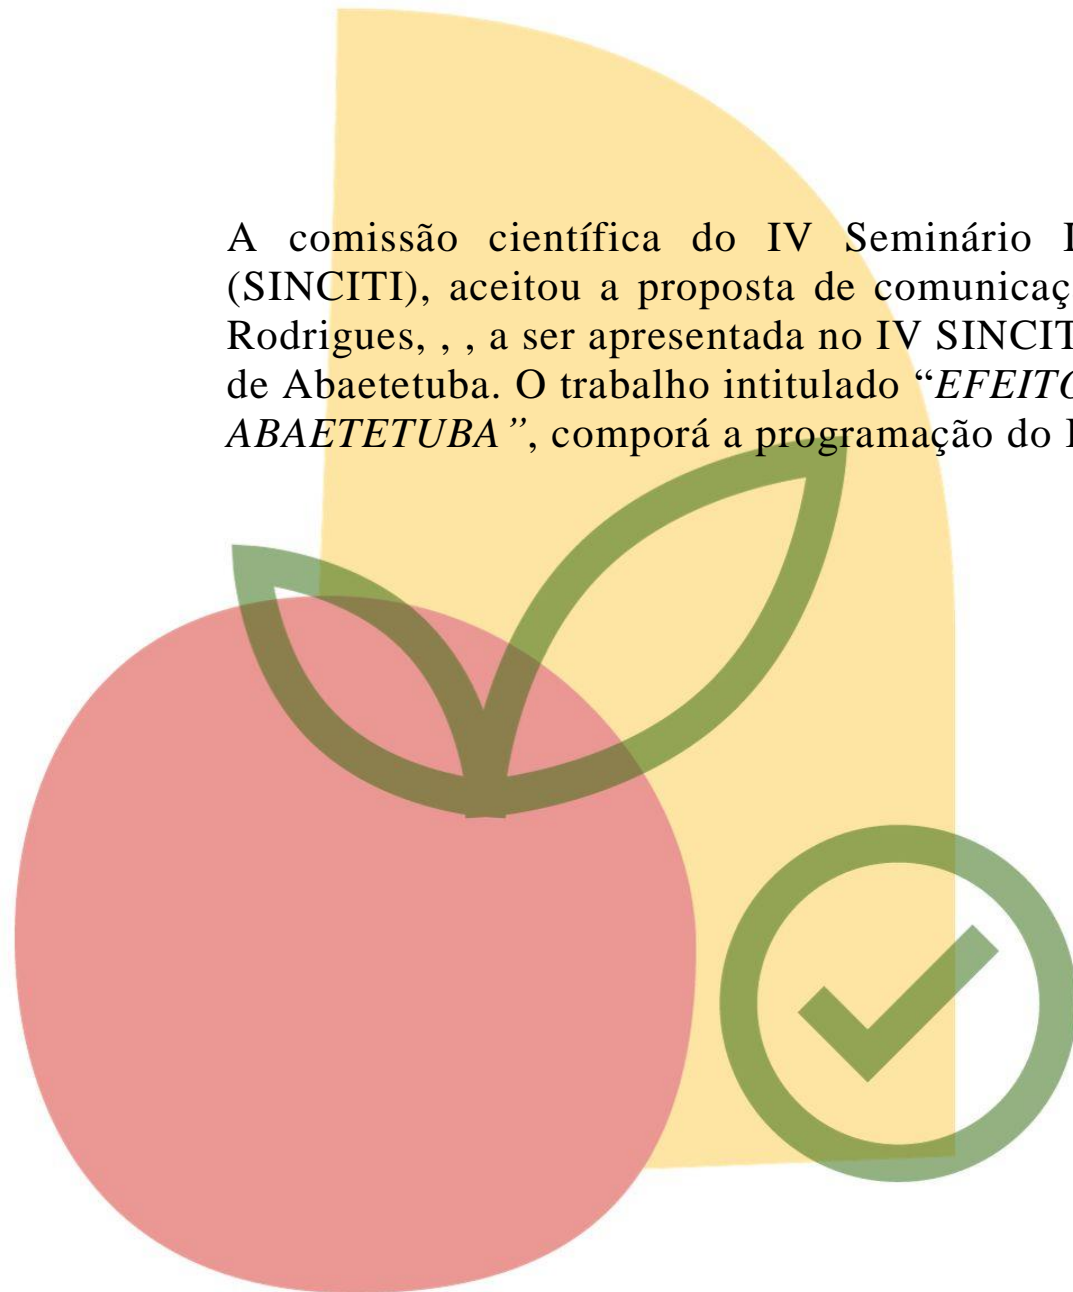 A comissão científica do IV Seminário
(SINCITI), aceitou a proposta de comunicaç
Rodrigues, , , a ser apresentada no IV SINCIT
de Abaetetuba. O trabalho intitulado “EFEITO
ABAETETUBA”, comporá a programação do